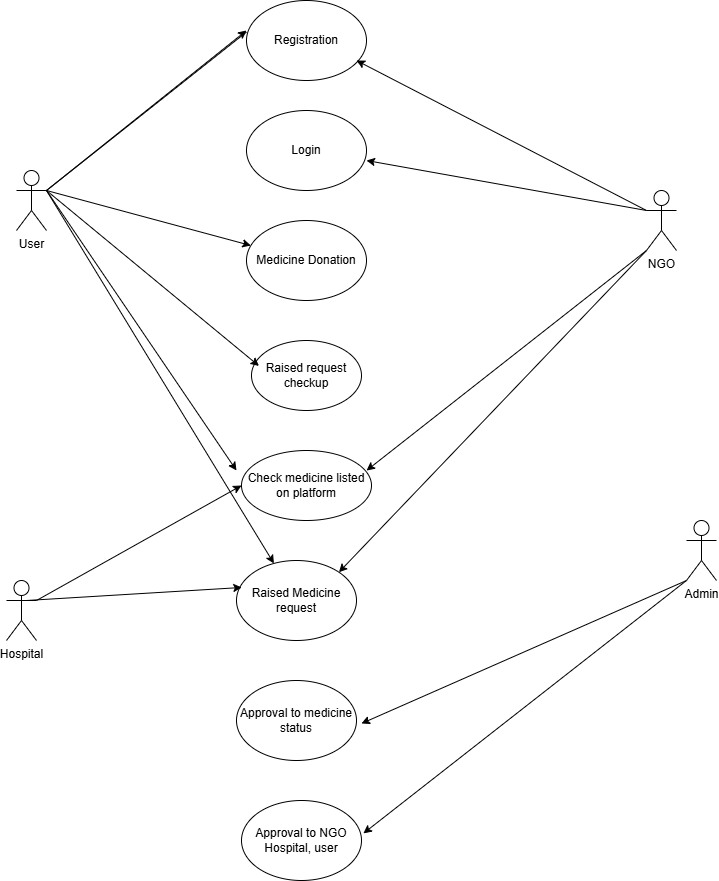 Registration
Login
User
Medicine Donation
NGO
Raised request
checkup
Check medicine listed
on platform
Raised Medicine
request
Admin
Hospital
Approval to medicine
status
Approval to NGO
Hospital, user